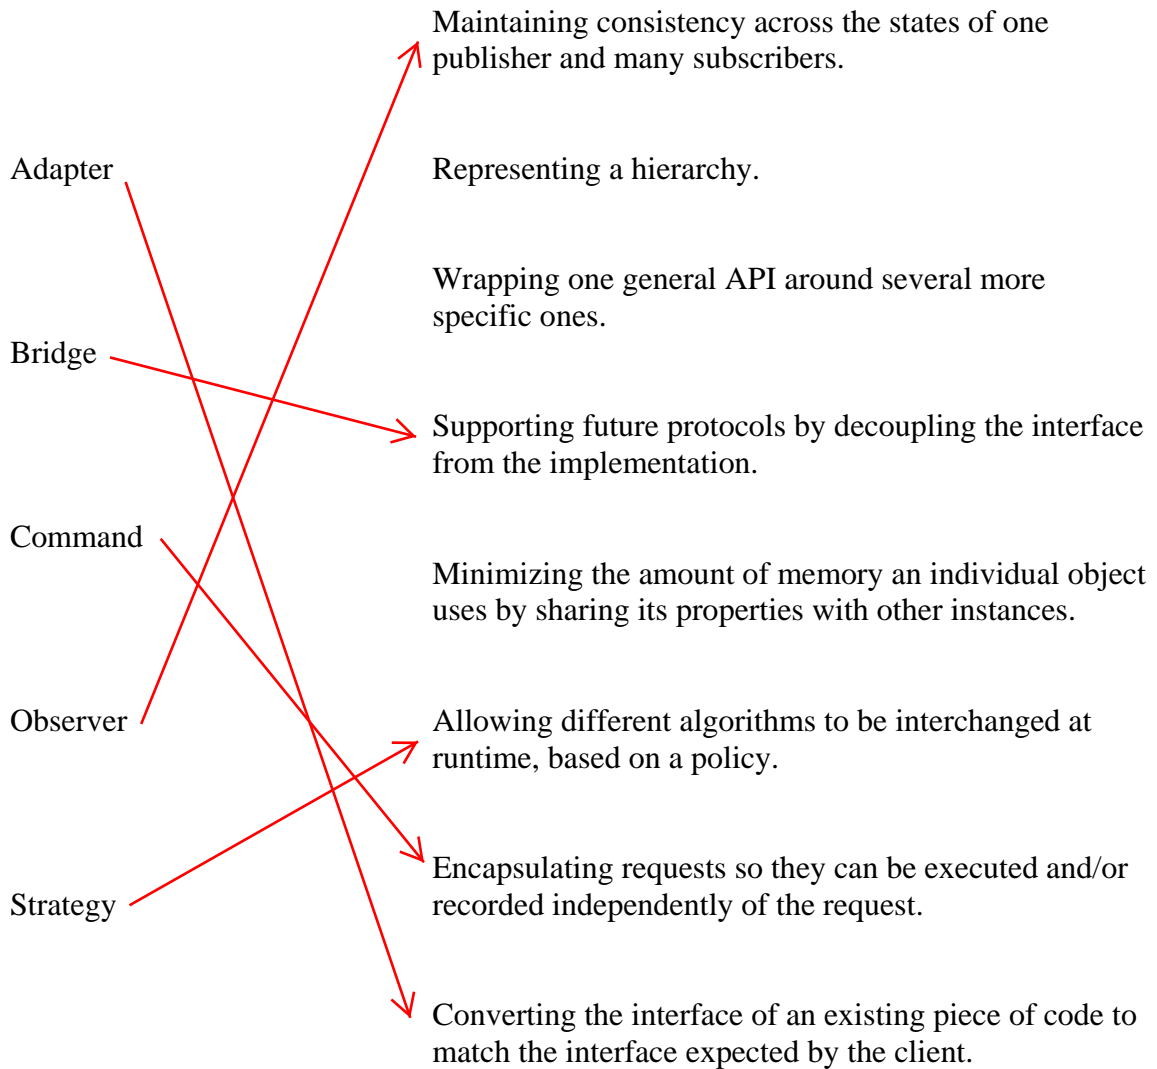 Maintaining consistency across the states of one
publisher and many subscribers.
Adapter
Representing a hierarchy.
Wrapping one general API around several more
specific ones.
Bridge
Supporting future protocols by decoupling the interface
from the implementation.
Command
Minimizing the amount of memory an individual object
uses by sharing its properties with other instances.
Observer
Allowing different algorithms to be interchanged at
runtime, based on a policy.
Strategy
Encapsulating requests so they can be executed and/or
recorded independently of the request.
Converting the interface of an existing piece of code to
match the interface expected by the client.